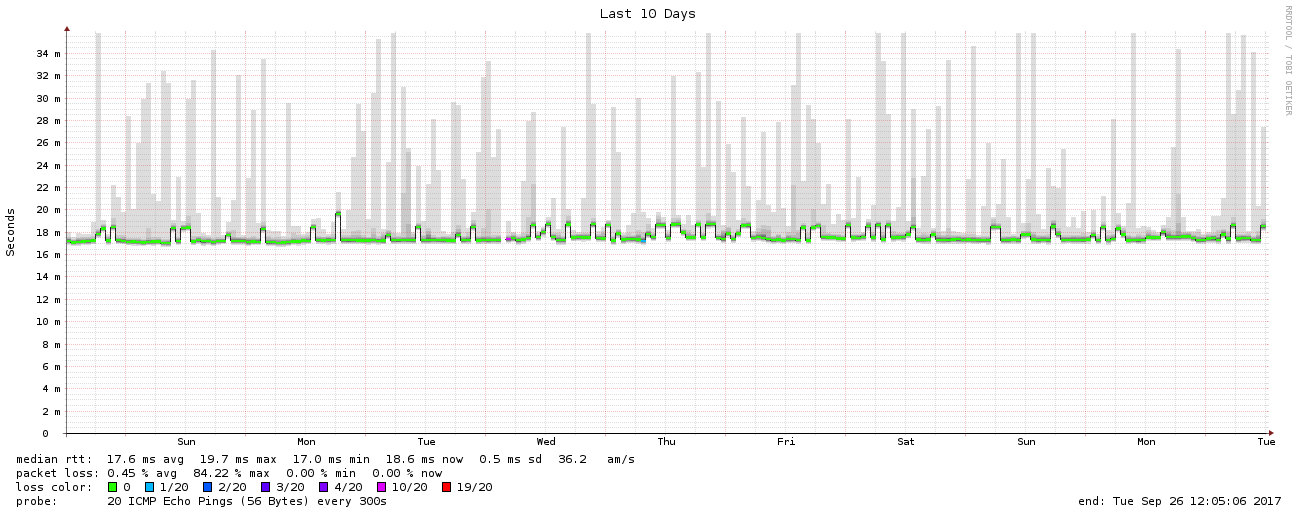 Last 10 Days
RRDTOOL / TOBI OETIKER
Seconds
34 m
32 m
30 m
28 m
26 m
24 m
22 m
20 m
18 m
16 m
14 m
12 m
10 m
8 m
6 m
4 m
2 m
0
Sun Mon Tue Wed Thu Fri Sat Sun Mon Tue
median rtt: 17.6 ms avg 19.7 ms max 17.0 ms min 18.6 ms now 0.5 ms sd 36.2 am/s
packet loss: 0.45 % avg 84.22 % max 0.00 % min 0.00 % now
loss color: 0 1/20 2/20 3/20 4/20 10/20 19/20
probe: 20 ICMP Echo Pings (56 Bytes) every 300s
end: Tue Sep 26 12:05:06 2017